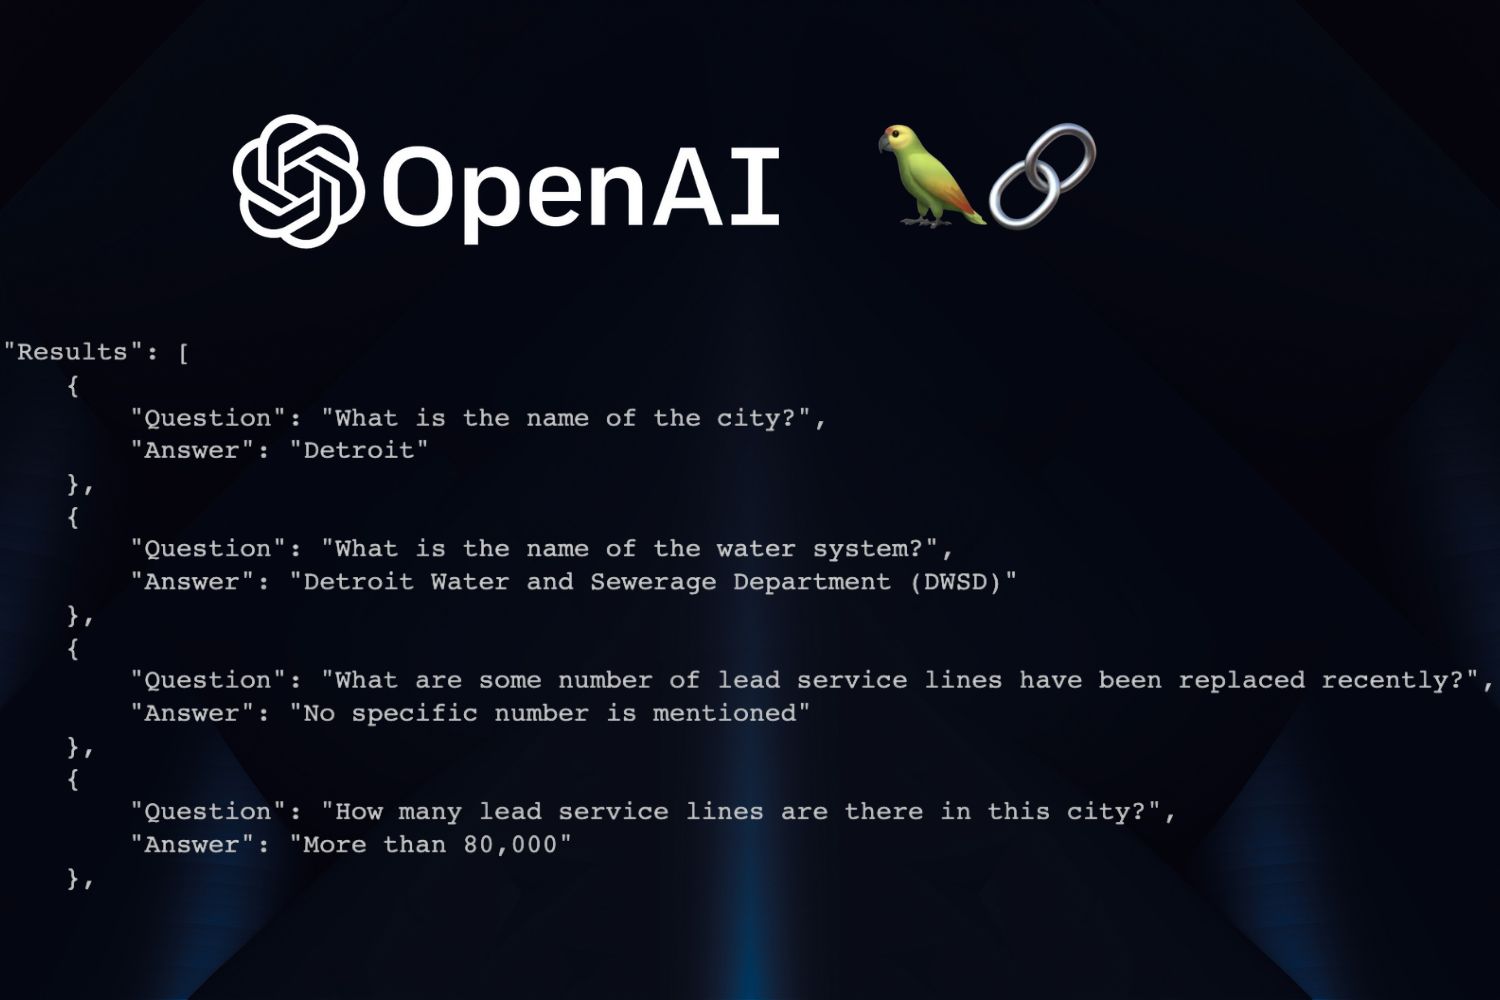 OpenAI
"Results": [
{
"Question": "What is the name of the city?",
"Answer": "Detroit"
},
{
"Question": "What is the name of the water system?",
"Answer": "Detroit Water and Sewerage Department (DWSD)"
},
{
"Question": "What are some number of lead service lines have been replaced recently?",
"Answer": "No specific number is mentioned"
},
{
"Question": "How many lead service lines are there in this city?",
"Answer": "More than 80,000"
},